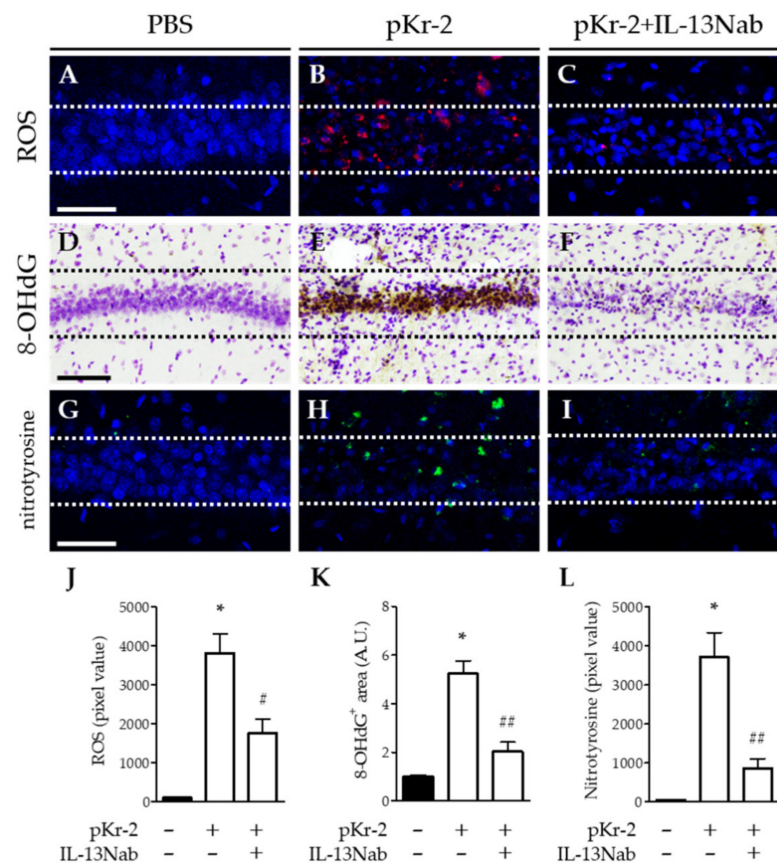 PBS pKr-2 pKr-2+IL-13Nab
A B C
ROS
D E F
8-OHdG
G H I
nitrotyrosine
J K L
ROS (pixel value)
5000
4000
3000
2000
1000
0
*
#
8-OHdG+ area (A.U.)
8
6
4
2
0
*
##
Nitrotyrosine (pixel value)
5000
4000
3000
2000
1000
0
*
##
pKr-2 – + + pKr-2 – + + pKr-2 – + +
IL-13Nab – – + IL-13Nab – – + IL-13Nab – – +